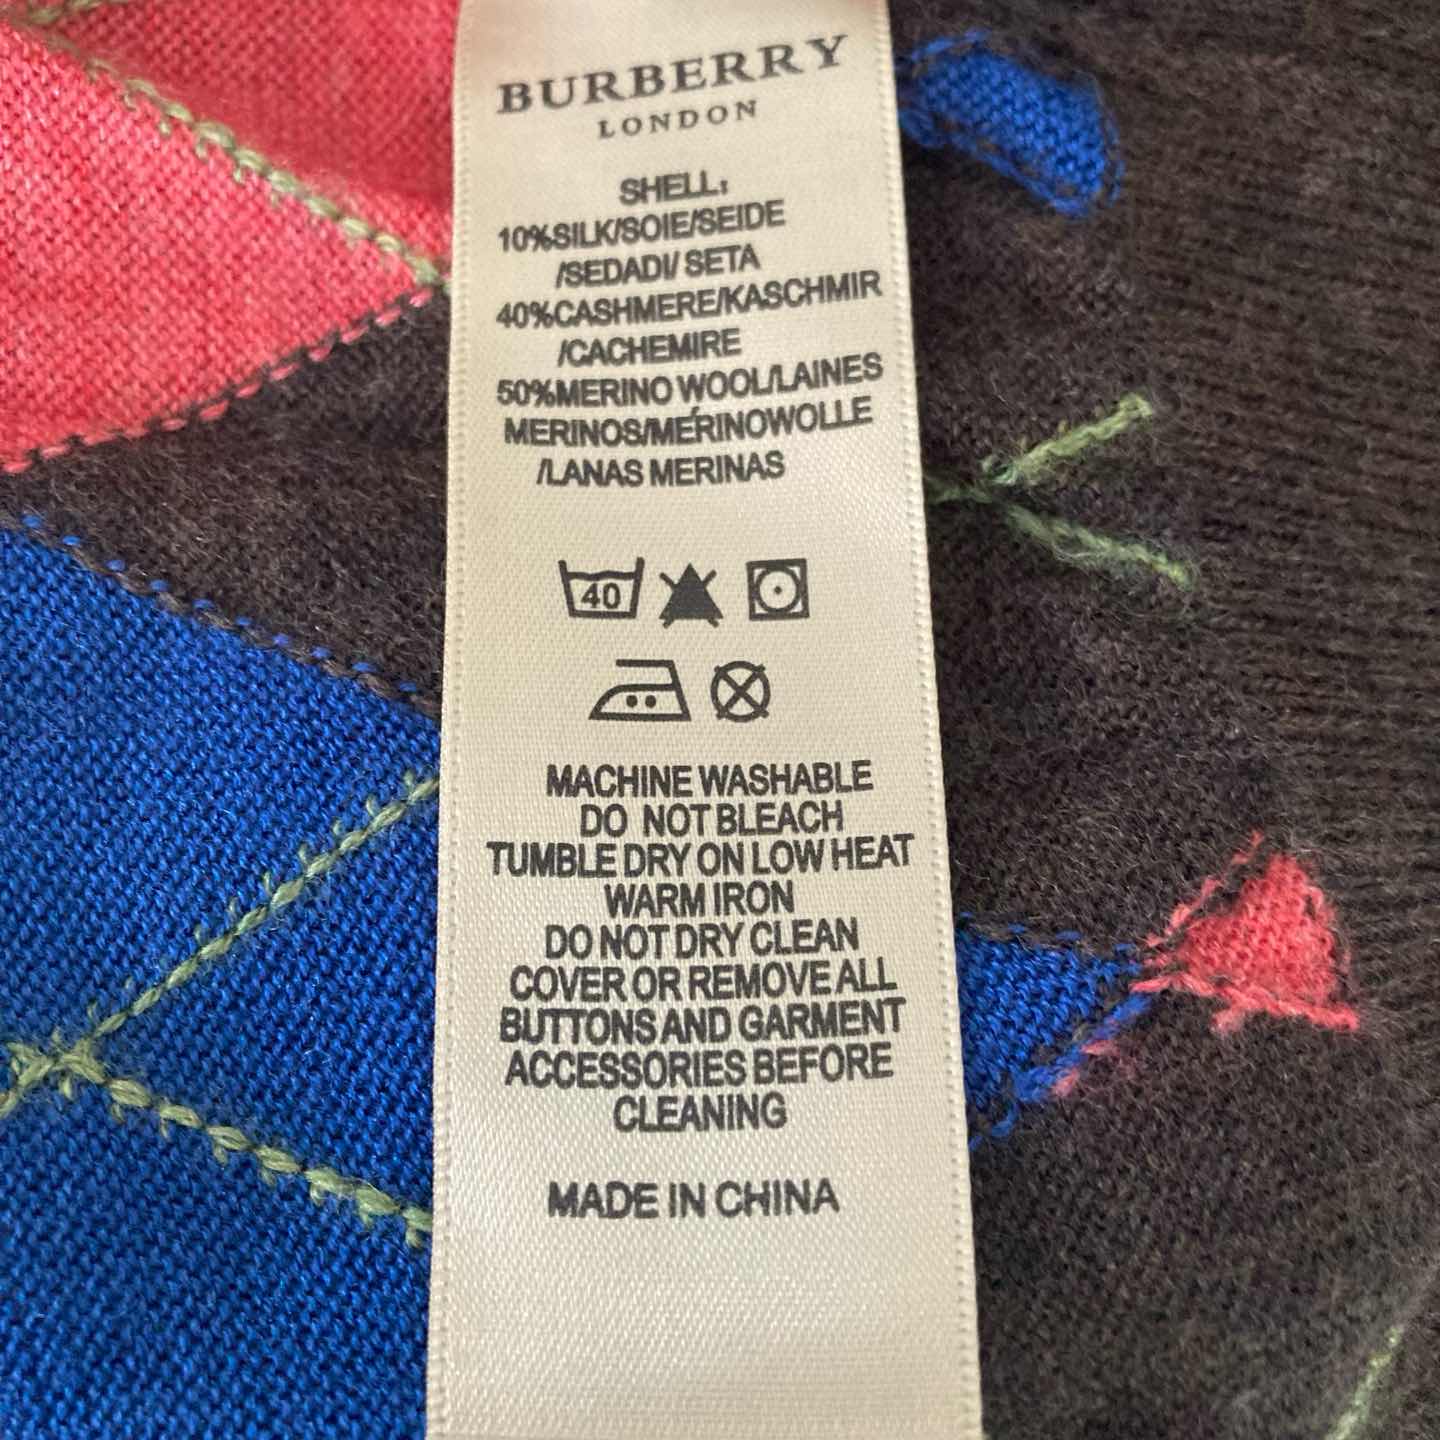 BURBERRY
LONDON
SHELL:
10%SILK/SOIE/SEIDE
/SEDADI/ SETA
40%CASHMERE/KASCHMIR
/CACHEMIRE
50%MERINO WOOL/LAINES
MERINOS/MÉRINOWOLLE
/LANAS MERINAS
40
MACHINE WASHABLE
DO NOT BLEACH
TUMBLE DRY ON LOW HEAT
WARM IRON
DO NOT DRY CLEAN
COVER OR REMOVE ALL
BUTTONS AND GARMENT
ACCESSORIES BEFORE
CLEANING
MADE IN CHINA